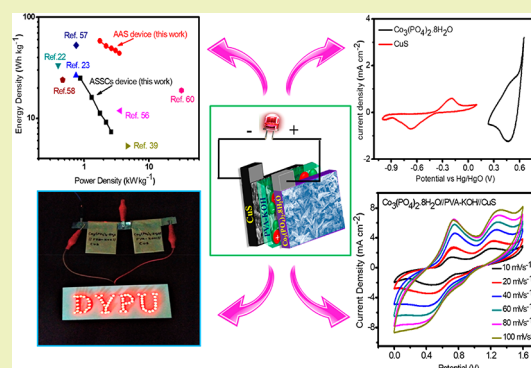 Energy Density (Wh kg⁻¹)
100
10
1
10
Power Density (kW kg⁻¹)
Ref. 57
AAS device (this work)
Ref.22
Ref. 23
Ref.58
ASSCs device (this work)
Ref. 60
Ref. 56
Ref. 39
current density (mA cm⁻²)
4
2
0
-2
Co₃(PO₄)₂.8H₂O
CuS
-0.9 -0.6 -0.3 0.0 0.3 0.6
Potential vs Hg/HgO (V)
- +
CuS
PVA-KOH
DYPU
Current Density (mA cm⁻²)
Co₃(PO₄)₂.8H₂O//PVA-KOH//CuS
8
4
0
-4
-8
10 mVs⁻¹
20 mVs⁻¹
40 mVs⁻¹
60 mVs⁻¹
80 mVs⁻¹
100 mVs⁻¹
0.0 0.4 0.8 1.2 1.6
Potential (V)